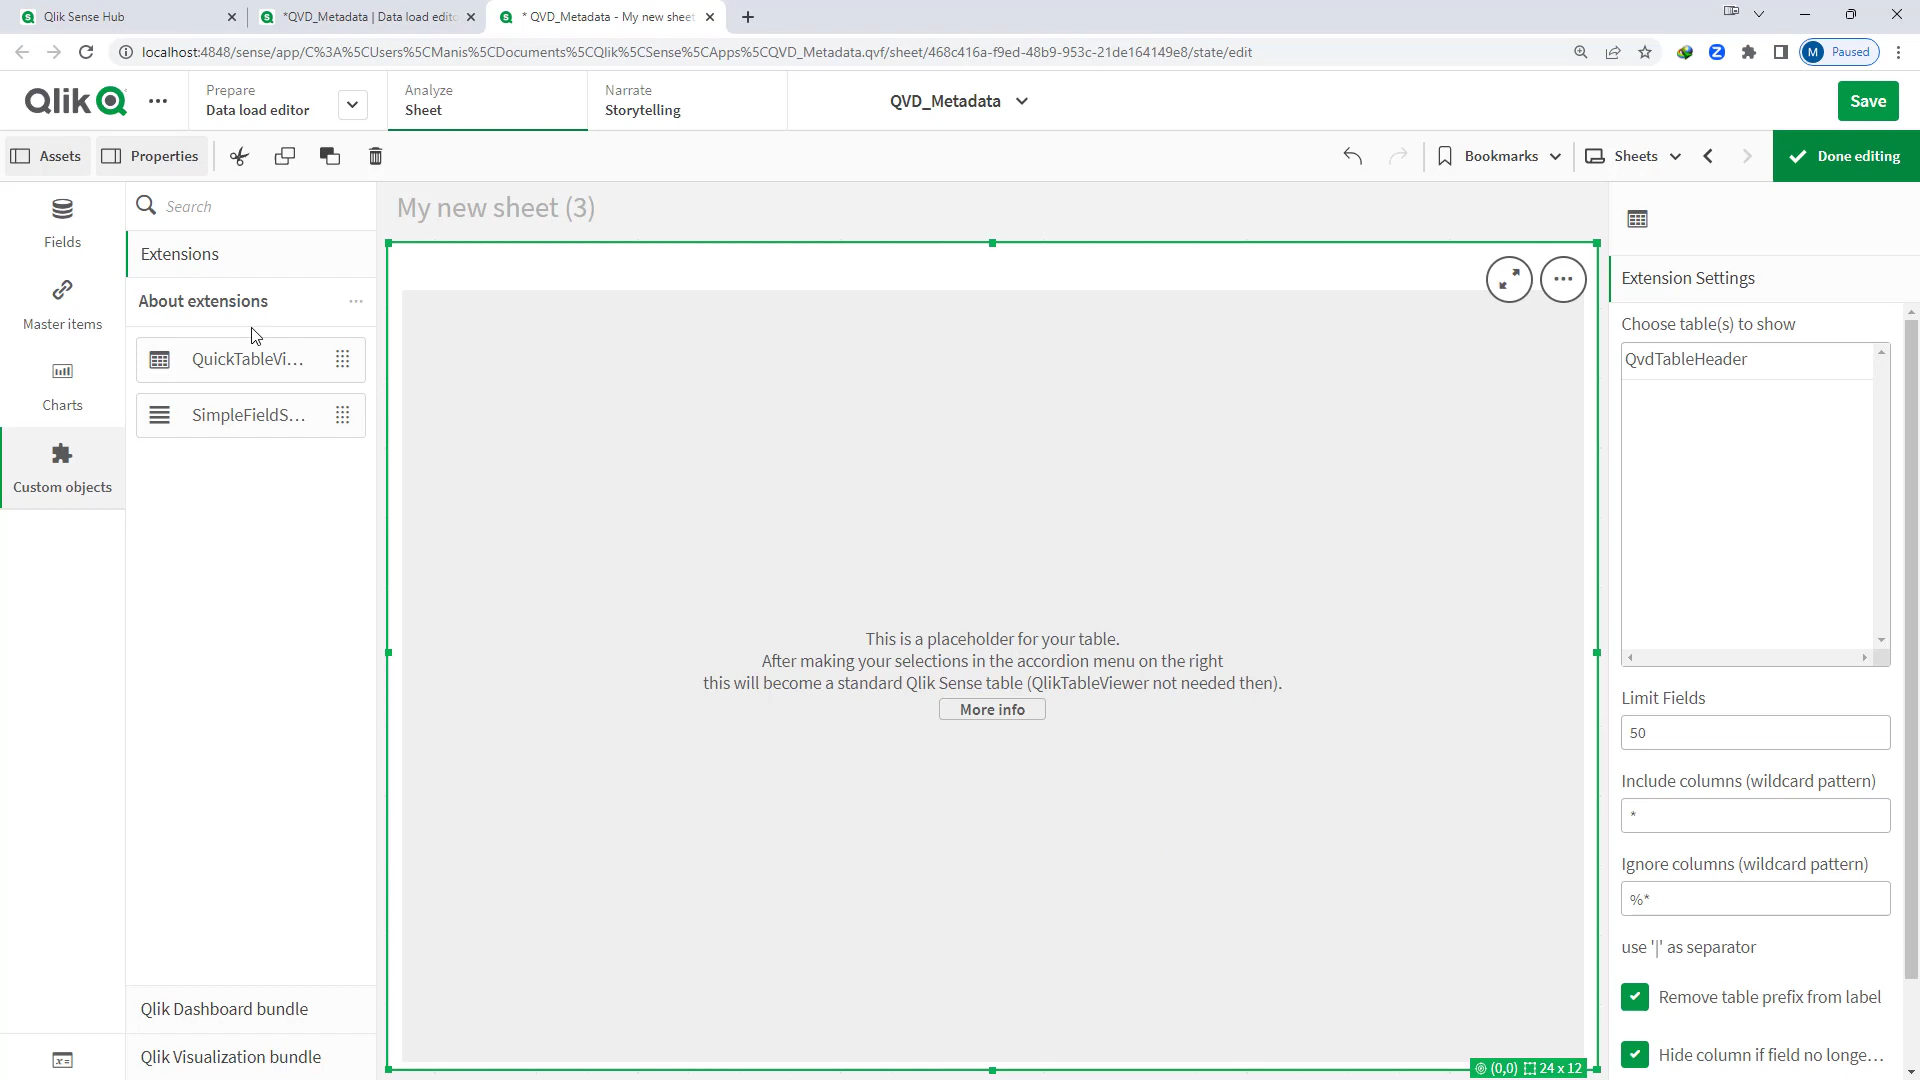 Qlik Sense Hub
*QVD_Metadata | Data load edito
* QVD_Metadata - My new sheet
localhost:4848/sense/app/C%3A%5CUsers%5CManis%5CDocuments%5CQlik%5CSense%5CApps%5CQVD_Metadata.qvf/sheet/468c416a-f9ed-48b9-953c-21de164149e8/state/edit
Z
M Paused
Qlik
Prepare
Data load editor
Analyze
Sheet
Narrate
Storytelling
QVD_Metadata
Save
Assets
Properties
Bookmarks
Sheets
Done editing
Fields
Master items
Charts
Custom objects
Search
Extensions
About extensions
QuickTableVi...
SimpleFieldS...
Qlik Dashboard bundle
Qlik Visualization bundle
My new sheet (3)
This is a placeholder for your table.
After making your selections in the accordion menu on the right
this will become a standard Qlik Sense table (QlikTableViewer not needed then).
More info
(0,0) 24 x 12
Extension Settings
Choose table(s) to show
QvdTableHeader
Limit Fields
50
Include columns (wildcard pattern)
*
Ignore columns (wildcard pattern)
%*
use '|' as separator
Remove table prefix from label
Hide column if field no longe...